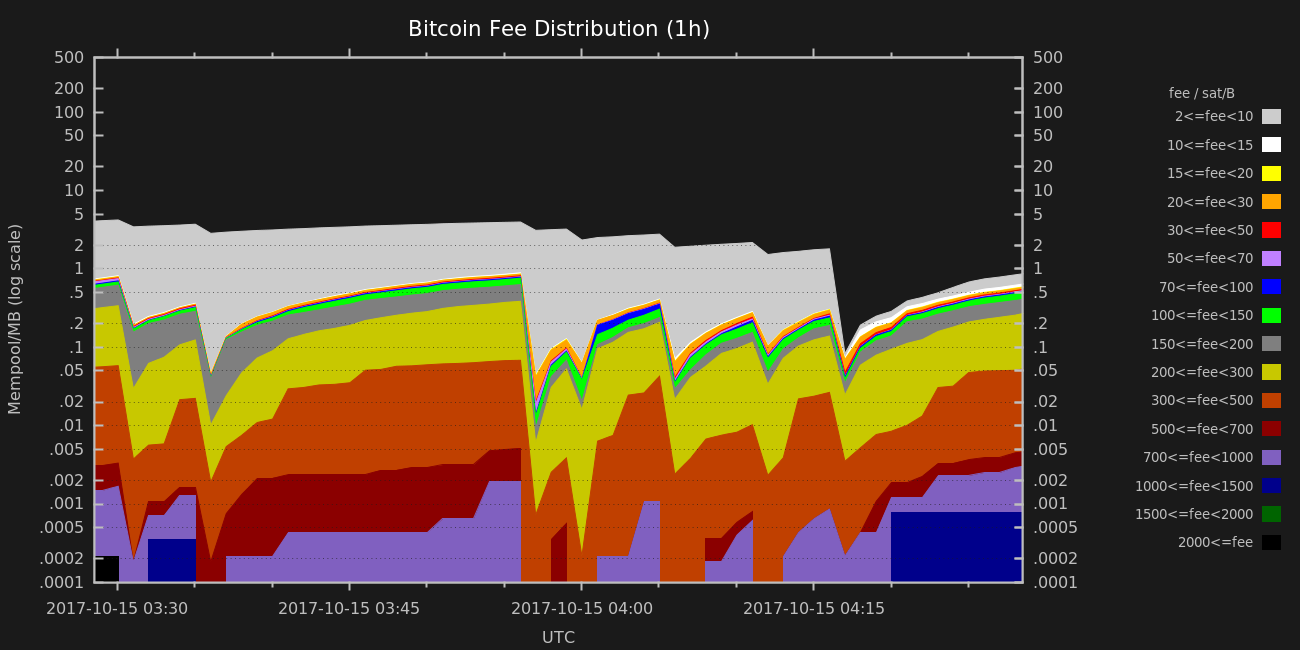 Bitcoin Fee Distribution (1h)
500 500
200 200
100 100
50 50
20 20
10 10
5 5
2 2
1 1
.5 .5
.2 .2
.1 .1
.05 .05
.02 .02
.01 .01
.005 .005
.002 .002
.001 .001
.0005 .0005
.0002 .0002
.0001 .0001
Mempool/MB (log scale)
2017-10-15 03:30 2017-10-15 03:45 2017-10-15 04:00 2017-10-15 04:15
UTC
fee / sat/B
2<=fee<10
10<=fee<15
15<=fee<20
20<=fee<30
30<=fee<50
50<=fee<70
70<=fee<100
100<=fee<150
150<=fee<200
200<=fee<300
300<=fee<500
500<=fee<700
700<=fee<1000
1000<=fee<1500
1500<=fee<2000
2000<=fee